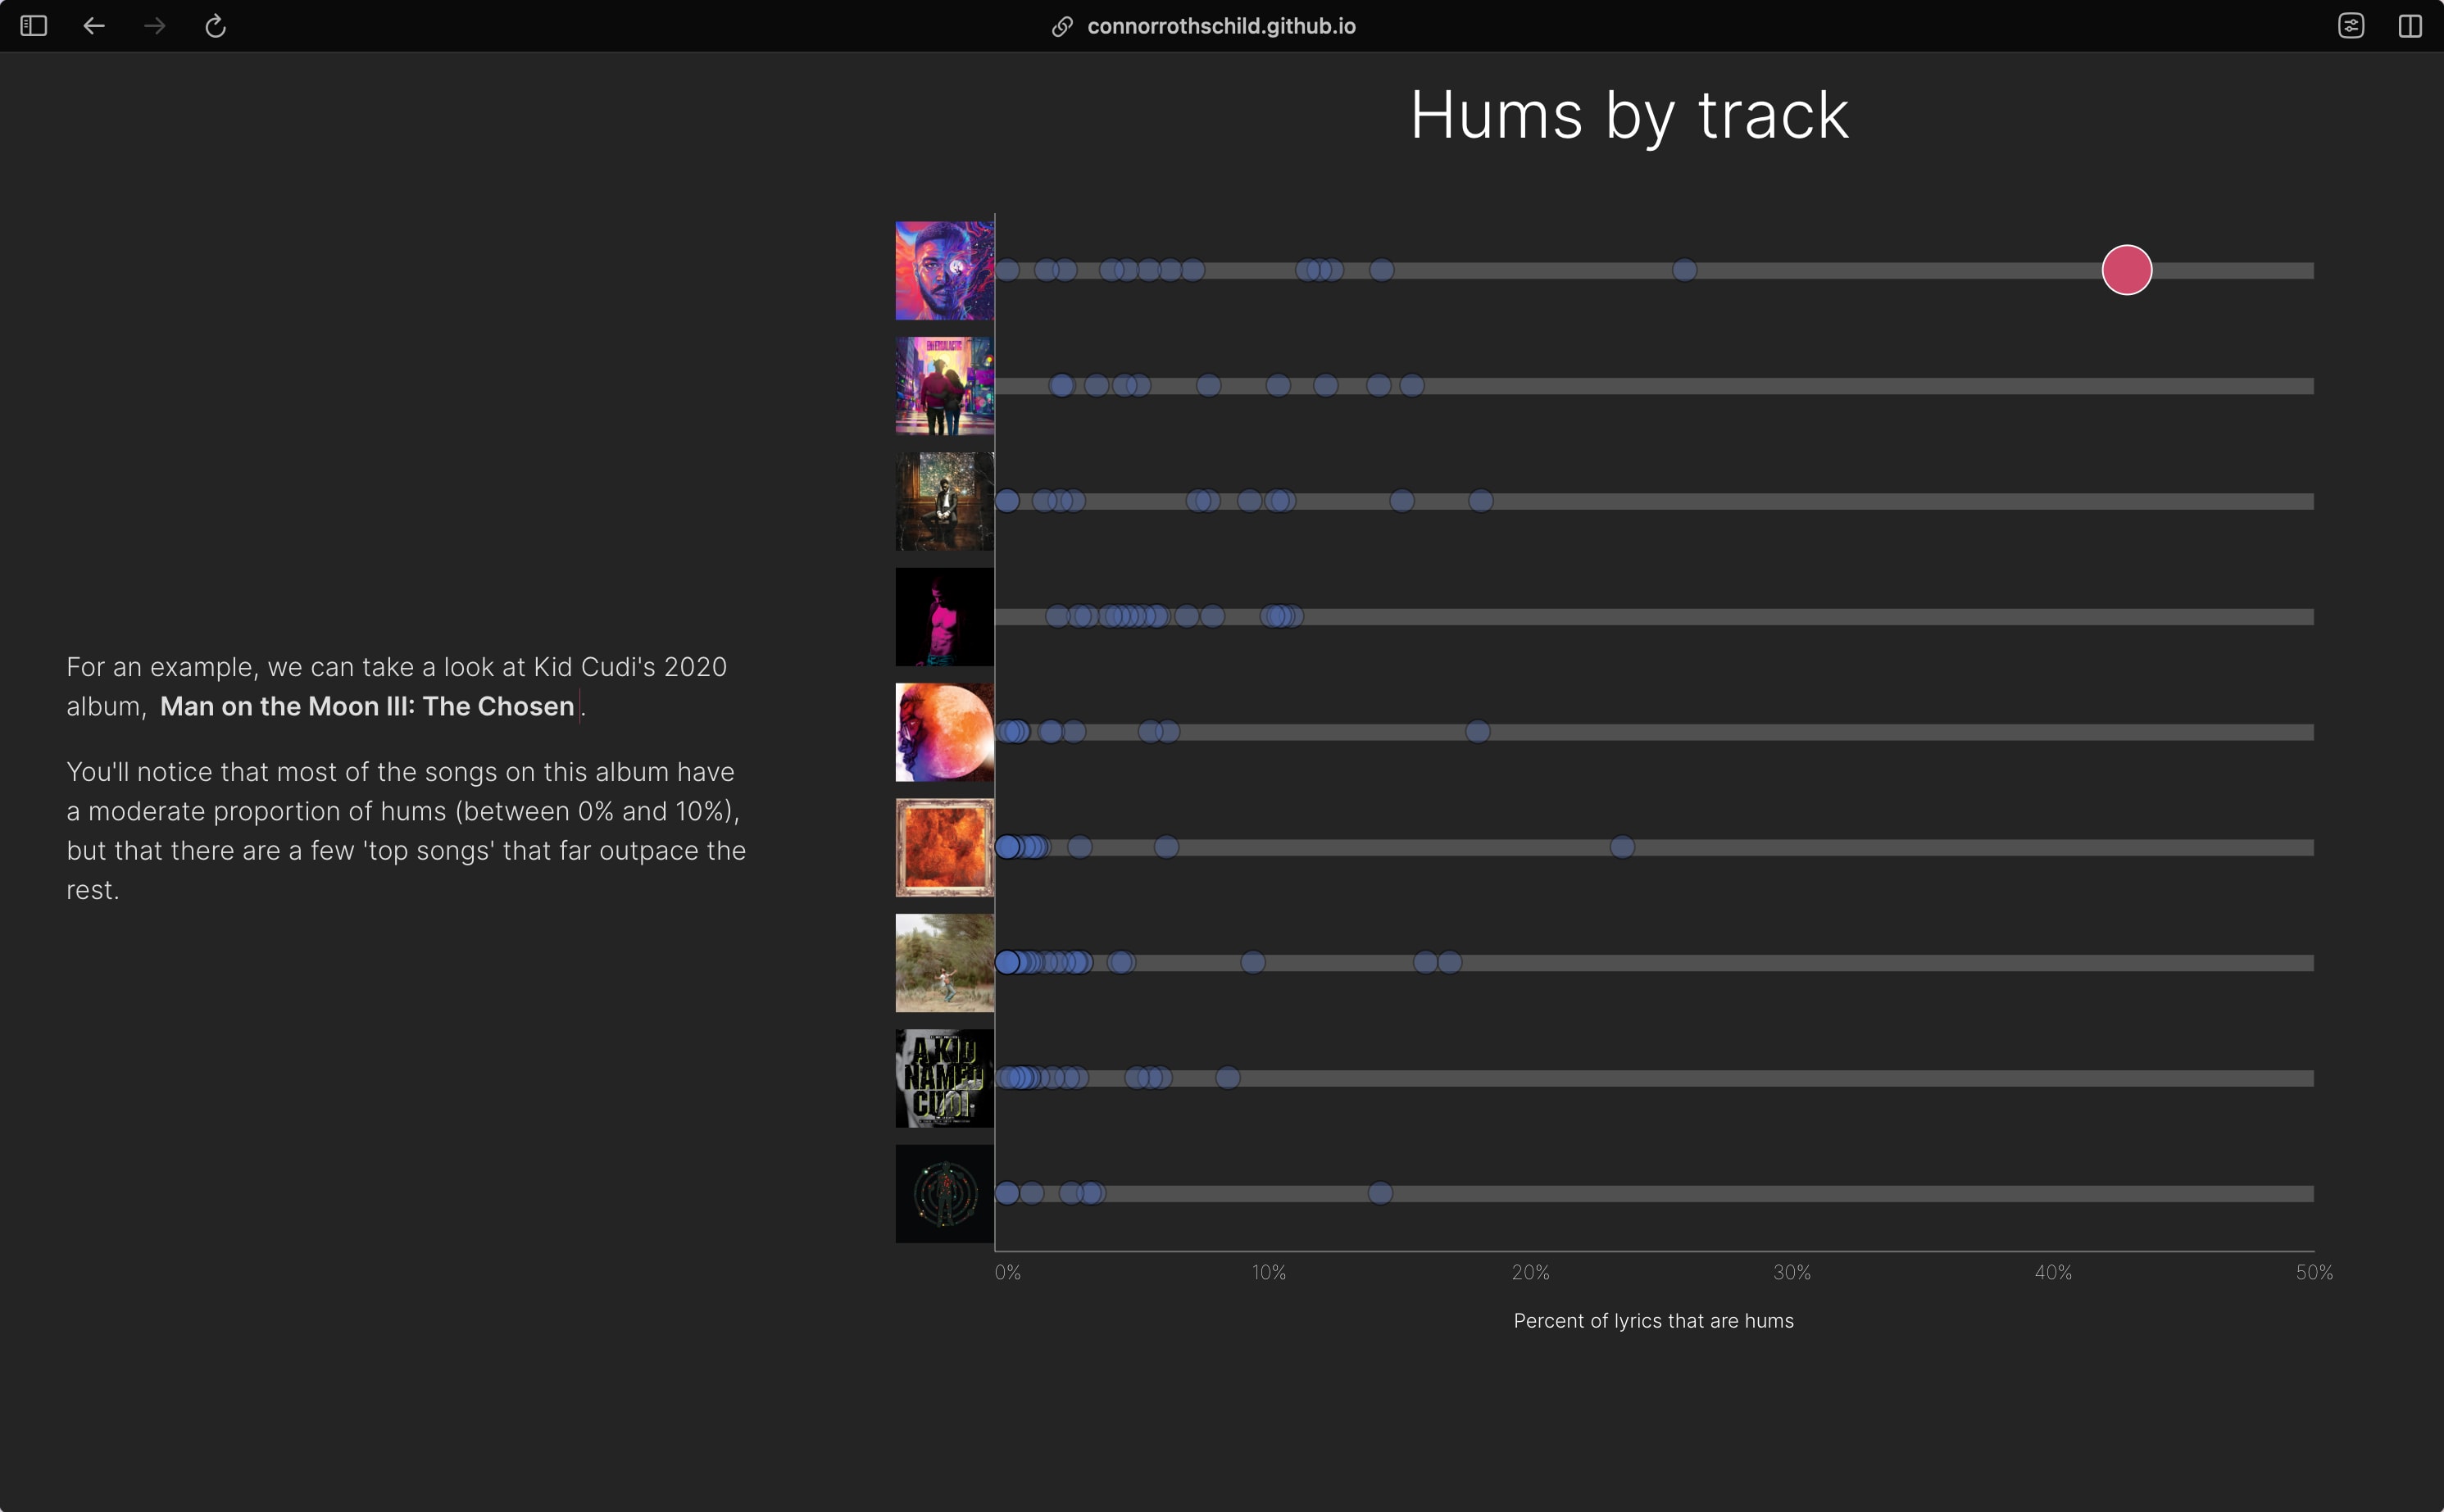 connorrothschild.github.io
Hums by track
For an example, we can take a look at Kid Cudi's 2020
album, Man on the Moon III: The Chosen.
You'll notice that most of the songs on this album have
a moderate proportion of hums (between 0% and 10%),
but that there are a few 'top songs' that far outpace the
rest.
ENTERGALACTIC
A KID
NAMED
CUDI
0% 10% 20% 30% 40% 50%
Percent of lyrics that are hums